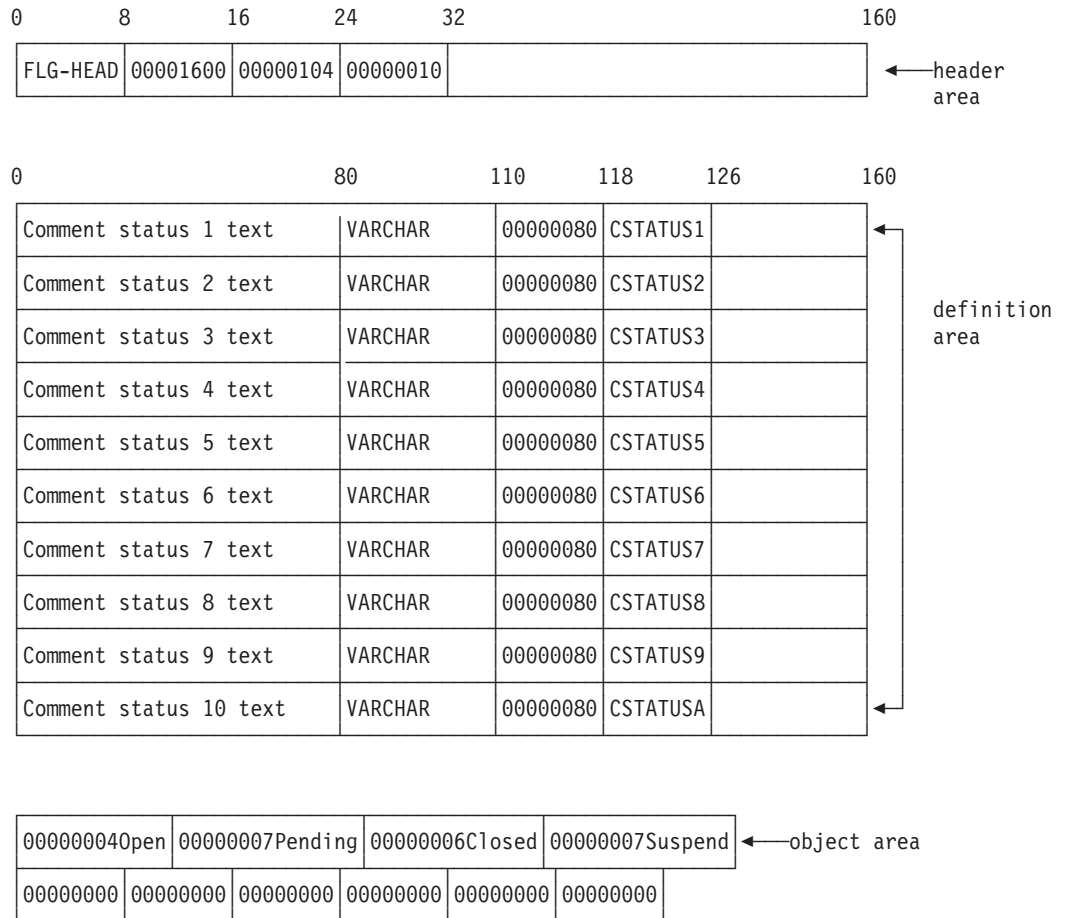 0 8 16 24 32 160
FLG-HEAD 00001600 00000104 00000010 header
area
0 80 110 118 126 160
Comment status 1 text VARCHAR 00000080 CSTATUS1
Comment status 2 text VARCHAR 00000080 CSTATUS2
definition
Comment status 3 text VARCHAR 00000080 CSTATUS3 area
Comment status 4 text VARCHAR 00000080 CSTATUS4
Comment status 5 text VARCHAR 00000080 CSTATUS5
Comment status 6 text VARCHAR 00000080 CSTATUS6
Comment status 7 text VARCHAR 00000080 CSTATUS7
Comment status 8 text VARCHAR 00000080 CSTATUS8
Comment status 9 text VARCHAR 00000080 CSTATUS9
Comment status 10 text VARCHAR 00000080 CSTATUSA
00000004Open 00000007Pending 00000006Closed 00000007Suspend object area
00000000 00000000 00000000 00000000 00000000 00000000